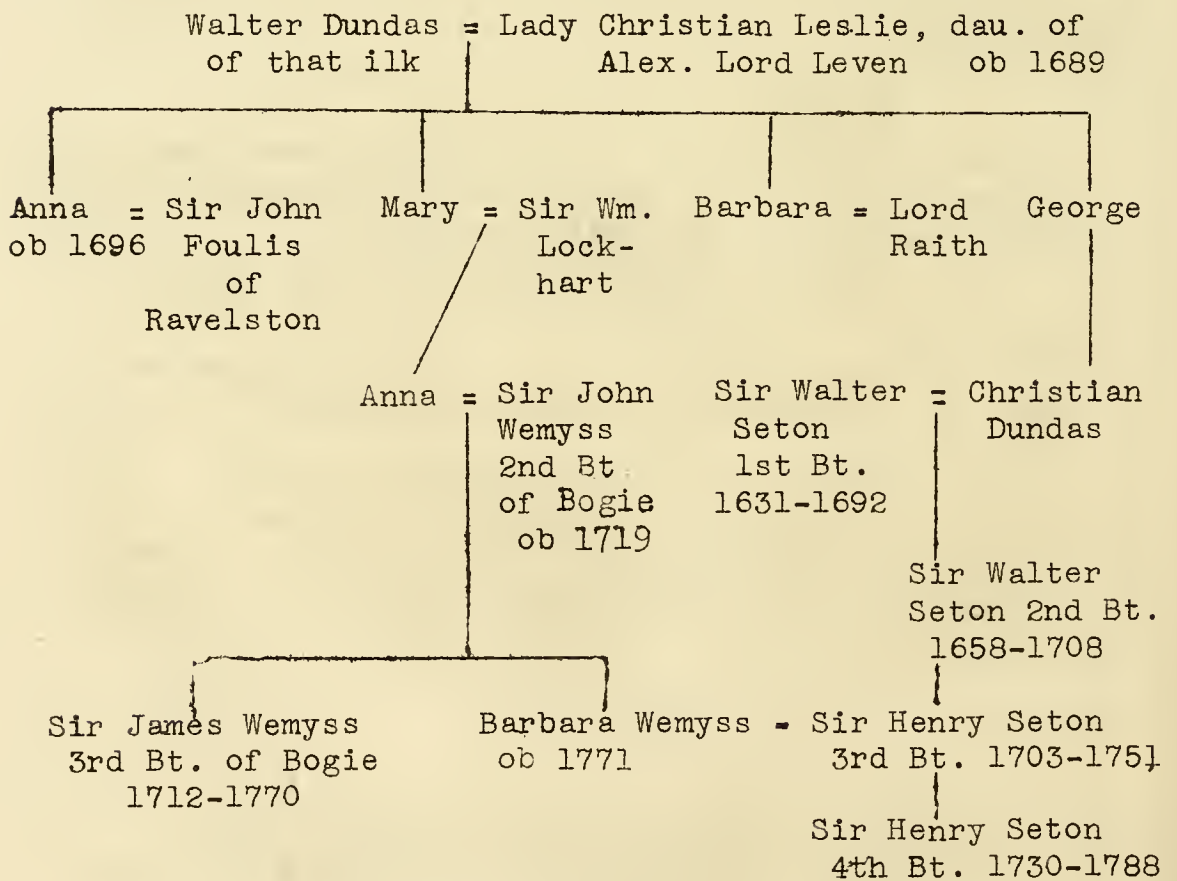 Walter Dundas = Lady Christian Leslie, dau. of
of that ilk Alex. Lord Leven ob 1689
Anna = Sir John Mary = Sir Wm. Barbara = Lord George
ob 1696 Foulis Lock- Raith
of hart
Ravelston
Anna = Sir John Sir Walter = Christian
Wemyss Seton Dundas
2nd Bt 1st Bt.
of Bogie 1631-1692
ob 1719
Sir Walter
Seton 2nd Bt.
1658-1708
Sir James Wemyss Barbara Wemyss - Sir Henry Seton
3rd Bt. of Bogie ob 1771 3rd Bt. 1703-1751
1712-1770
Sir Henry Seton
4th Bt. 1730-1788